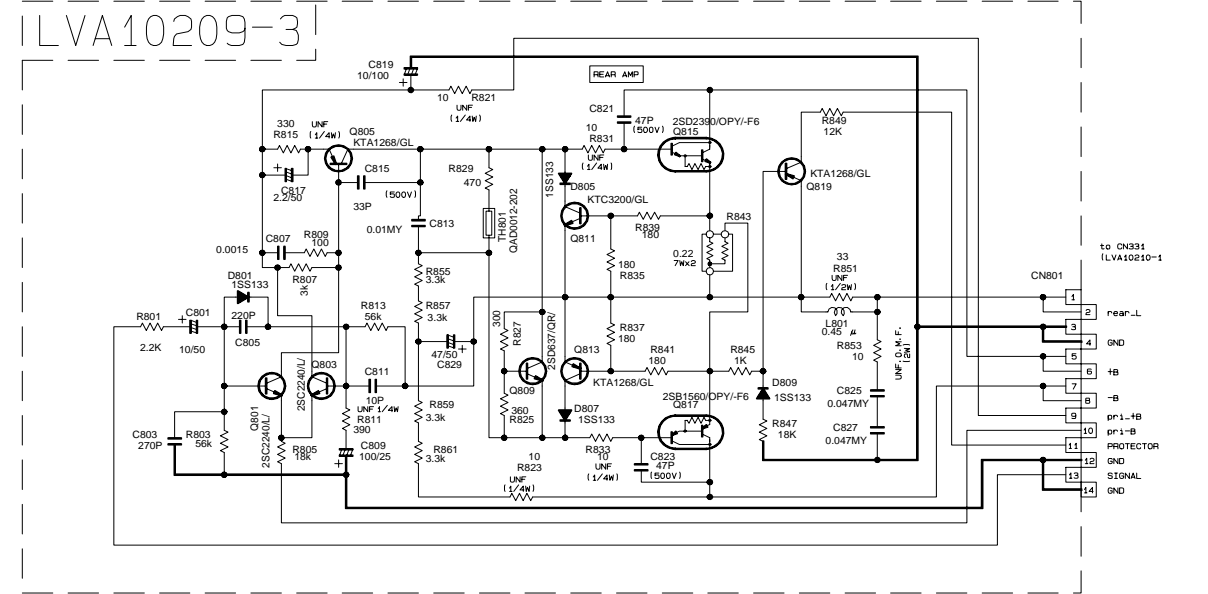 LVA10209-3
C819
10/100
+
10 R821
UNF
(1/4W)
REAR AMP
C821
47P
(500V)
2SD2390/OPY/-F6
Q815
R849
12K
330
R815
UNF
(1/4W)
Q805
KTA1268/GL
10
R831
UNF
(1/4W)
+
C817
2.2/50
C815
33P
(500V)
R829
470
1SS133
D805
KTC3200/GL
Q811
KTA1268/GL
Q819
0.01MY
C813
TH801
QAD0012-202
R839
180
R843
0.22
7Wx2
0.0015
C807
R809
100
R807
3k
180
R835
33
R851
UNF
(1/2W)
to CN331
(LVA10210-1
CN801
D801
1SS133
R855
3.3k
R857
3.3k
R801
2.2K
+
C801
10/50
220P
C805
R813
56k
300
R827
2SD637/QR/
R837
180
L801
0.45 μ
R853
10
UNF.O.M.F.
(2W)
47/50
+
C829
Q803
2SC2240/L/
C811
10P
UNF 1/4W
R811
390
Q813
KTA1268/GL
R841
180
R845
1K
Q809
360
R825
D807
1SS133
2SB1560/OPY/-F6
Q817
D809
1SS133
C825
0.047MY
Q801
2SC2240/L/
R859
3.3k
R847
18K
C827
0.047MY
C803
270P
R803
56k
R805
18k
+
C809
100/25
R861
3.3k
10
R823
UNF
(1/4W)
R833
10
UNF
(1/4W)
C823
47P
(500V)
1
2 rear_L
3
4 GND
5
6 +B
7
8 -B
9 pri_+B
10 pri-B
11 PROTECTOR
12 GND
13 SIGNAL
14 GND